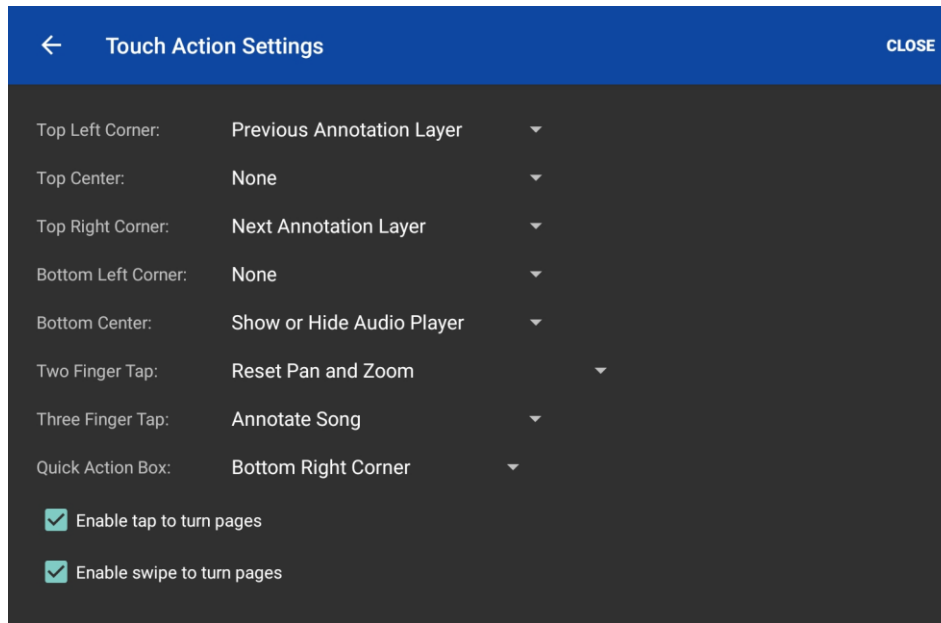 Touch Action Settings CLOSE
Top Left Corner: Previous Annotation Layer
Top Center: None
Top Right Corner: Next Annotation Layer
Bottom Left Corner: None
Bottom Center: Show or Hide Audio Player
Two Finger Tap: Reset Pan and Zoom
Three Finger Tap: Annotate Song
Quick Action Box: Bottom Right Corner
Enable tap to turn pages
Enable swipe to turn pages